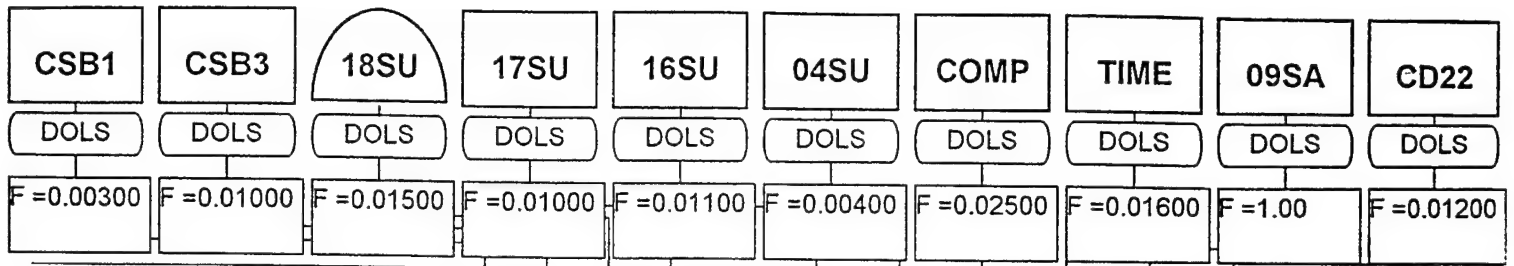 CSB1 CSB3 18SU 17SU 16SU 04SU COMP TIME 09SA CD22
DOLS DOLS DOLS DOLS DOLS DOLS DOLS DOLS DOLS DOLS
F =0.00300 F =0.01000 F =0.01500 F =0.01000 F =0.01100 F =0.00400 F =0.02500 F =0.01600 F =1.00 F =0.01200